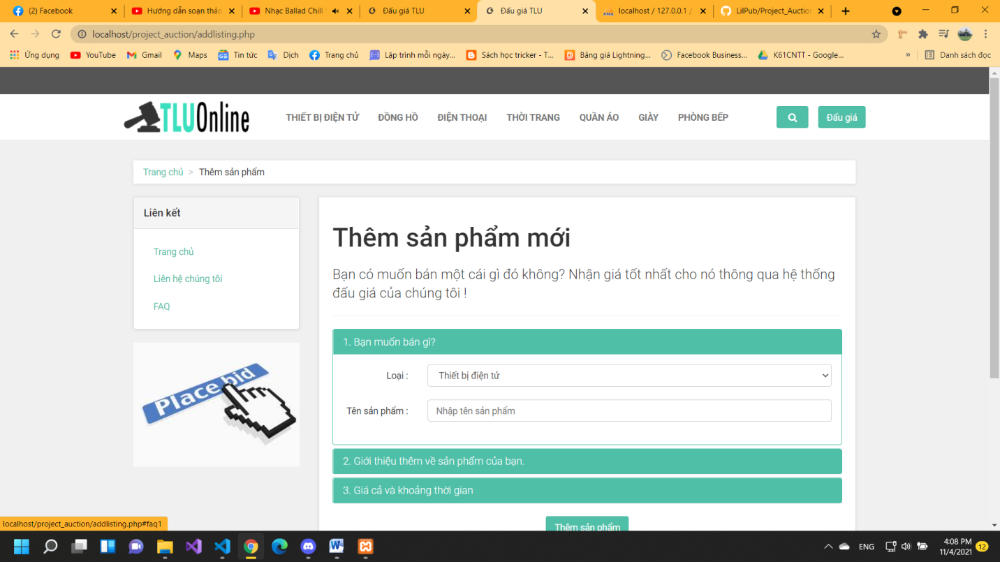 (2) Facebook
Hướng dẫn soạn thảo
Nhạc Ballad Chill
Đấu giá TLU
Đấu giá TLU
localhost / 127.0.0.1 /
LilPub/Project_Auction
localhost/project_auction/addlisting.php
Ứng dụng
YouTube
Gmail
Maps
Tin tức
Dịch
Trang chủ
Lập trình mỗi ngày...
Sách học tricker - T...
Bảng giá Lightning...
Facebook Business...
K61CNTT - Google...
»
Danh sách đọc
TLUOnline
THIẾT BỊ ĐIỆN TỬ
ĐỒNG HỒ
ĐIỆN THOẠI
THỜI TRANG
QUẦN ÁO
GIÀY
PHÒNG BẾP
Đấu giá
Trang chủ > Thêm sản phẩm
Liên kết
Trang chủ
Liên hệ chúng tôi
FAQ
Place bid
Thêm sản phẩm mới
Bạn có muốn bán một cái gì đó không? Nhận giá tốt nhất cho nó thông qua hệ thống
đấu giá của chúng tôi !
1. Bạn muốn bán gì?
Loại :
Thiết bị điện tử
Tên sản phẩm :
Nhập tên sản phẩm
2. Giới thiệu thêm về sản phẩm của bạn.
3. Giá cả và khoảng thời gian
Thêm sản phẩm
localhost/project_auction/addlisting.php#faq1
ENG
4:08 PM
11/4/2021
12